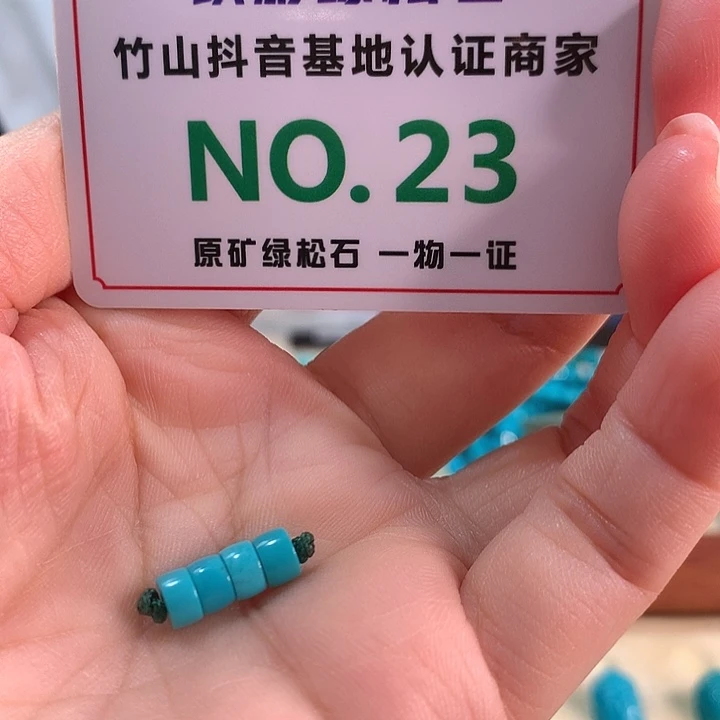 竹山抖音基地认证商家
NO. 23
原矿绿松石 一物一证